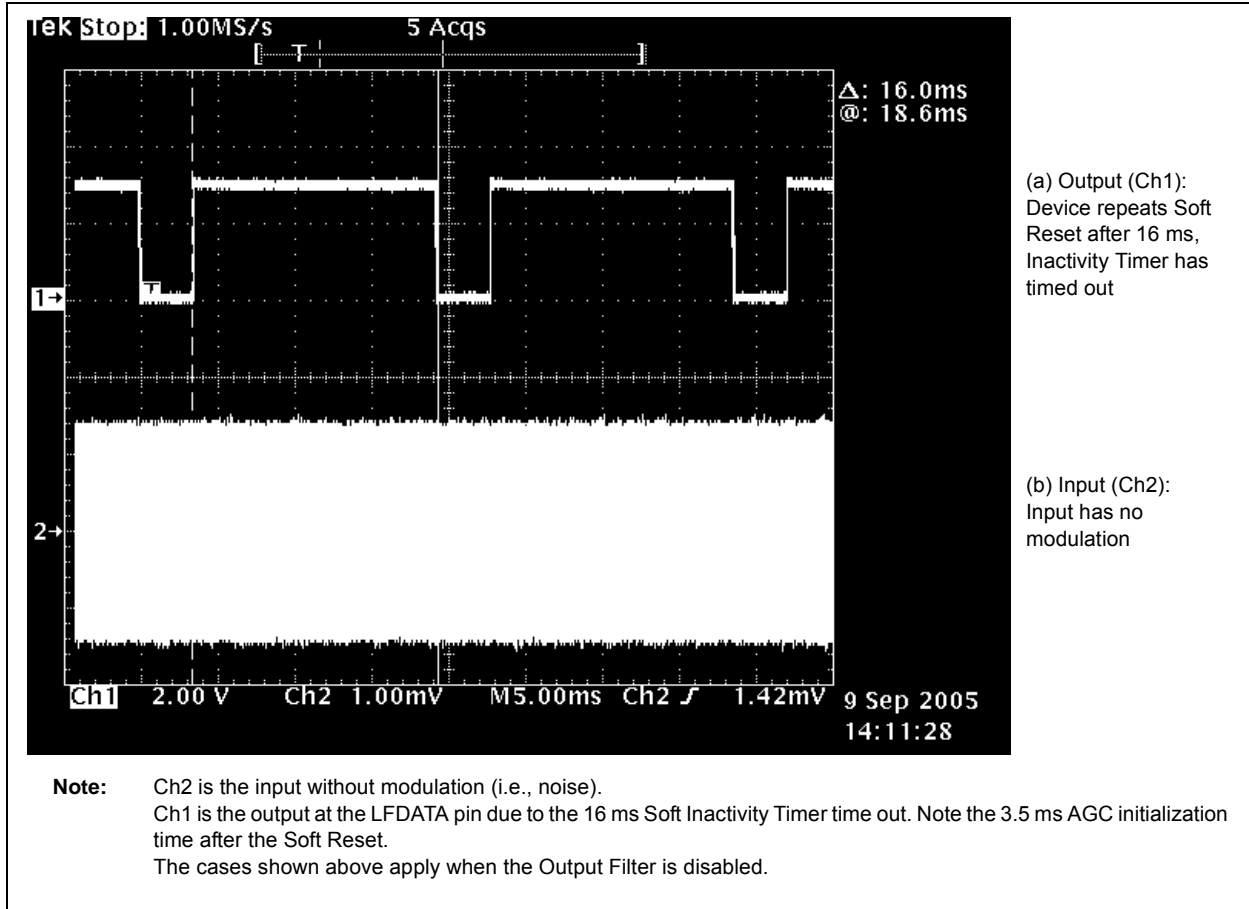 Tek Stop: 1.00MS/s 5 Acqs
[ T ]
Δ: 16.0ms
@: 18.6ms
T
1→
2→
Ch1 2.00 V Ch2 1.00mV M5.00ms Ch2 ƒ 1.42mV
9 Sep 2005
14:11:28
(a) Output (Ch1):
Device repeats Soft
Reset after 16 ms,
Inactivity Timer has
timed out
(b) Input (Ch2):
Input has no
modulation
Note: Ch2 is the input without modulation (i.e., noise).
Ch1 is the output at the LFDATA pin due to the 16 ms Soft Inactivity Timer time out. Note the 3.5 ms AGC initialization
time after the Soft Reset.
The cases shown above apply when the Output Filter is disabled.